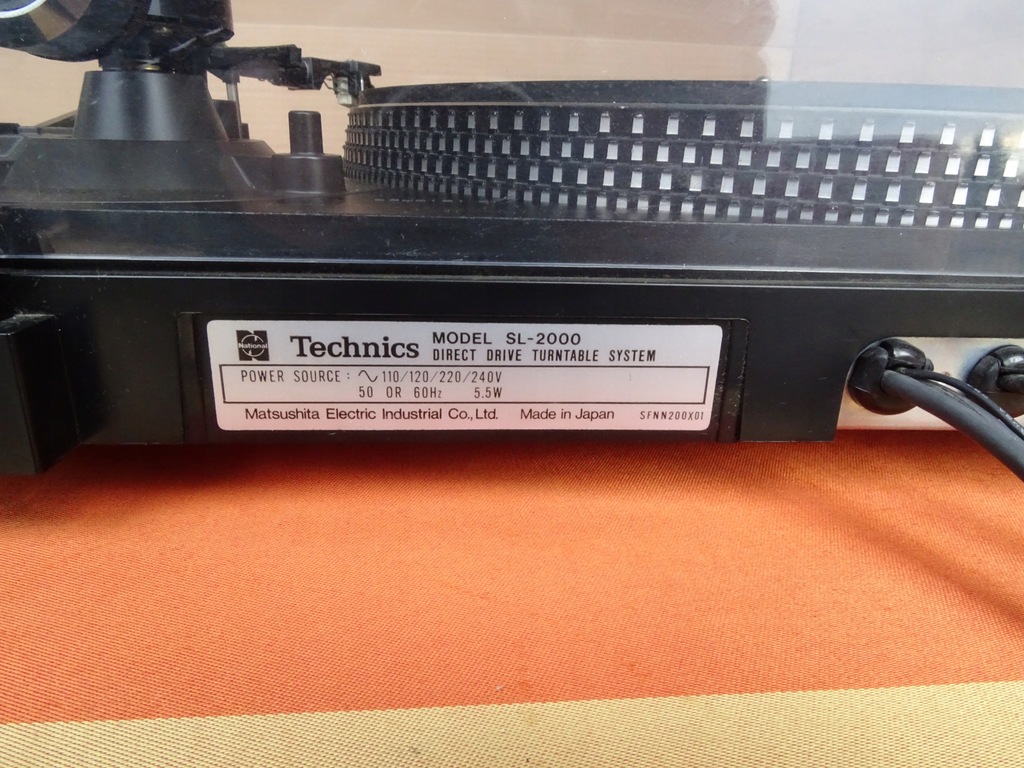 National Technics MODEL SL-2000
DIRECT DRIVE TURNTABLE SYSTEM
POWER SOURCE : ∿ 110/120/220/240V
50 OR 60Hz 5.5W
Matsushita Electric Industrial Co., Ltd. Made in Japan SFNN200X01